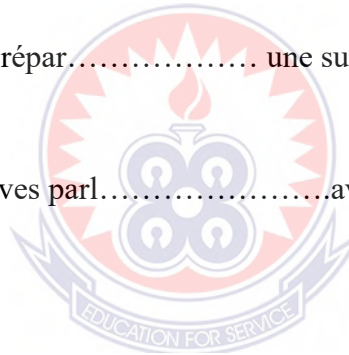 répar……………… une su
ves parl………………….av
EDUCATION FOR SERVICE